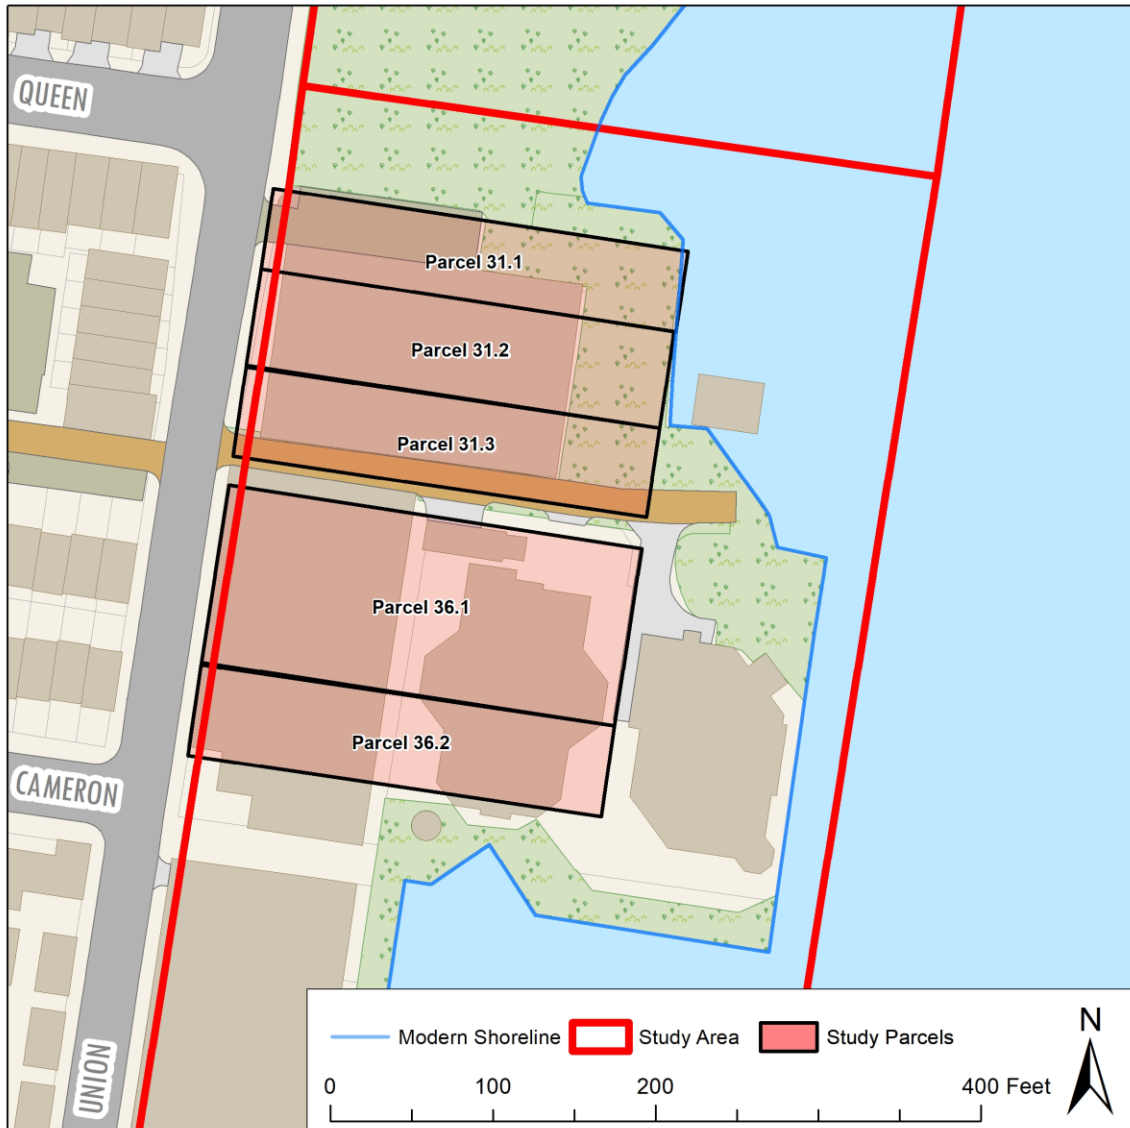 QUEEN
Parcel 31.1
Parcel 31.2
Parcel 31.3
Parcel 36.1
Parcel 36.2
CAMERON
UNION
Modern Shoreline
Study Area
Study Parcels
N
0 100 200 400 Feet